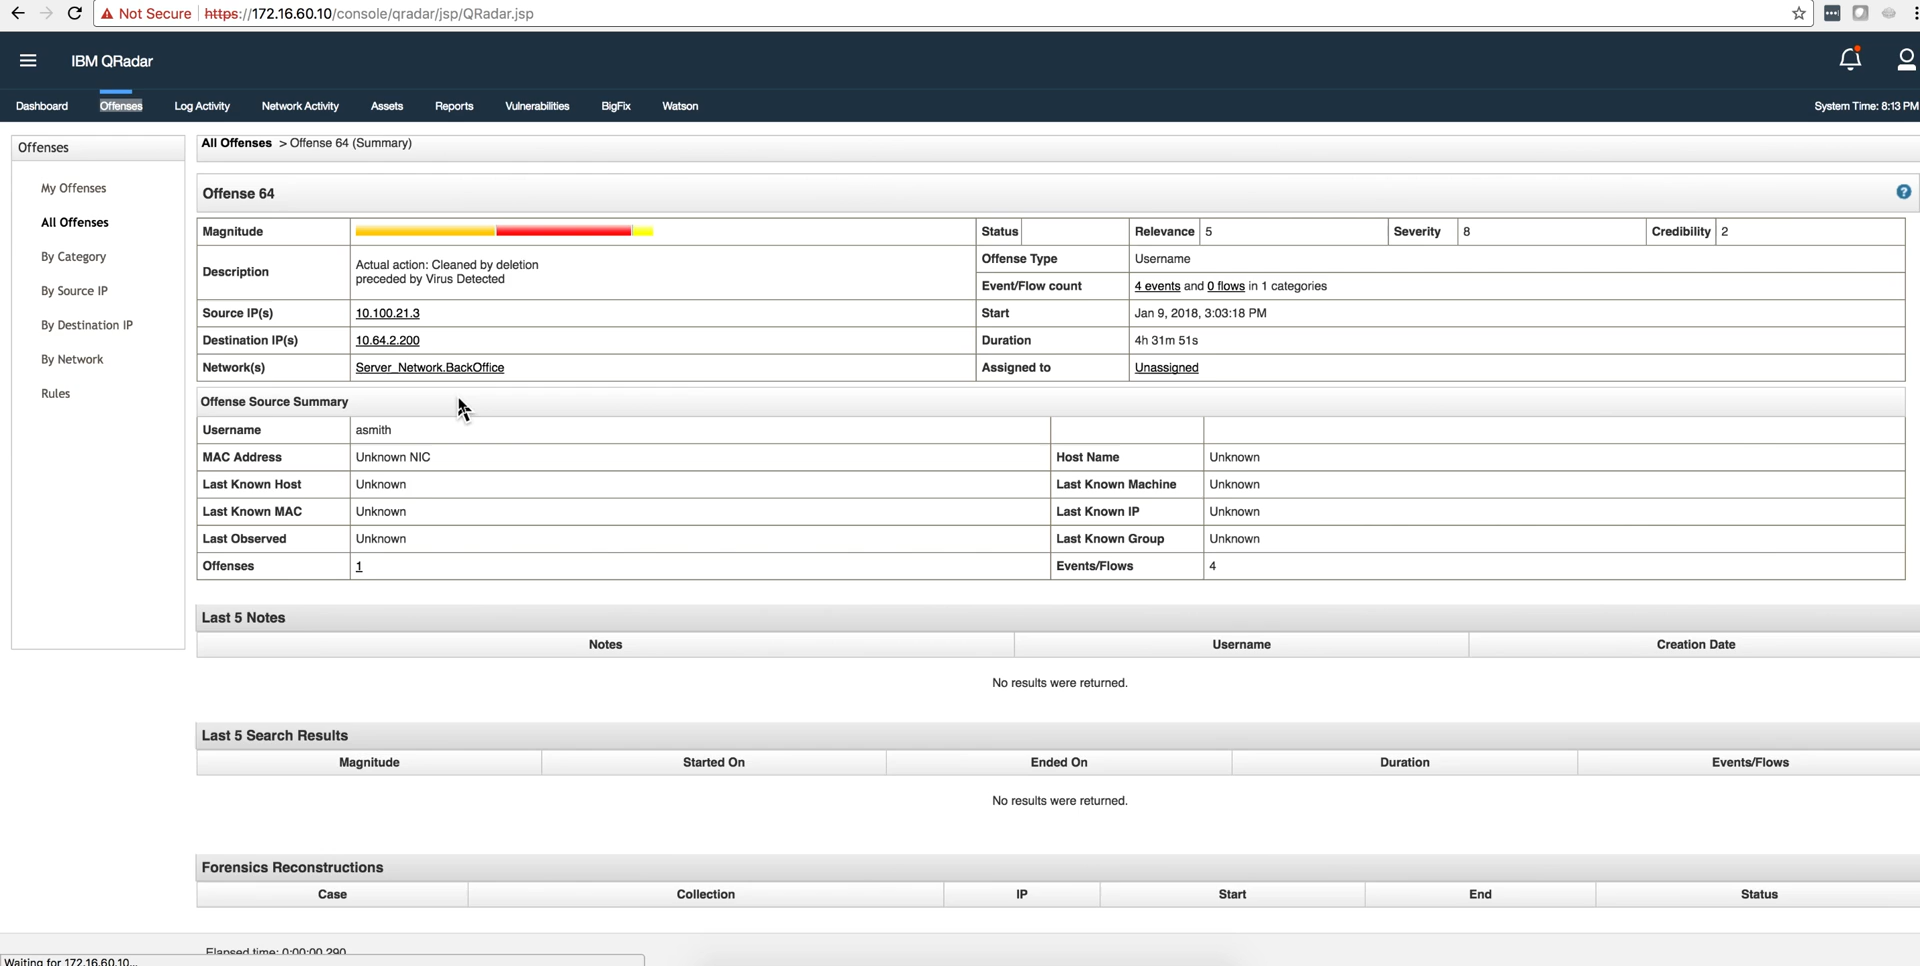 Not Secure https://172.16.60.10/console/qradar/jsp/QRadar.jsp
IBM QRadar
Dashboard Offenses Log Activity Network Activity Assets Reports Vulnerabilities BigFix Watson System Time: 8:13 PM
Offenses
My Offenses
All Offenses
By Category
By Source IP
By Destination IP
By Network
Rules
All Offenses > Offense 64 (Summary)
Offense 64 ?
Magnitude Status Relevance 5 Severity 8 Credibility 2
Description Actual action: Cleaned by deletion
preceded by Virus Detected
Offense Type Username
Event/Flow count 4 events and 0 flows in 1 categories
Source IP(s) 10.100.21.3 Start Jan 9, 2018, 3:03:18 PM
Destination IP(s) 10.64.2.200 Duration 4h 31m 51s
Network(s) Server_Network.BackOffice Assigned to Unassigned
Offense Source Summary
Username asmith
MAC Address Unknown NIC Host Name Unknown
Last Known Host Unknown Last Known Machine Unknown
Last Known MAC Unknown Last Known IP Unknown
Last Observed Unknown Last Known Group Unknown
Offenses 1 Events/Flows 4
Last 5 Notes
Notes Username Creation Date
No results were returned.
Last 5 Search Results
Magnitude Started On Ended On Duration Events/Flows
No results were returned.
Forensics Reconstructions
Case Collection IP Start End Status
Elapsed time: 0:00:00.290
Waiting for 172.16.60.10...